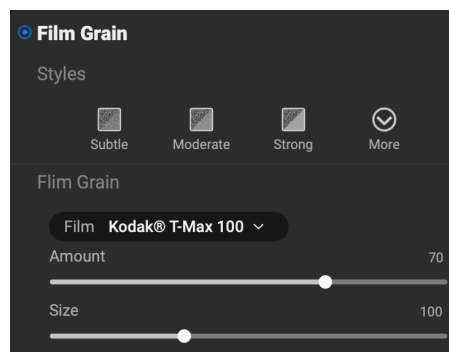 Film Grain
Styles
Subtle Moderate Strong More
Flim Grain
Film Kodak® T-Max 100
Amount 70
Size 100